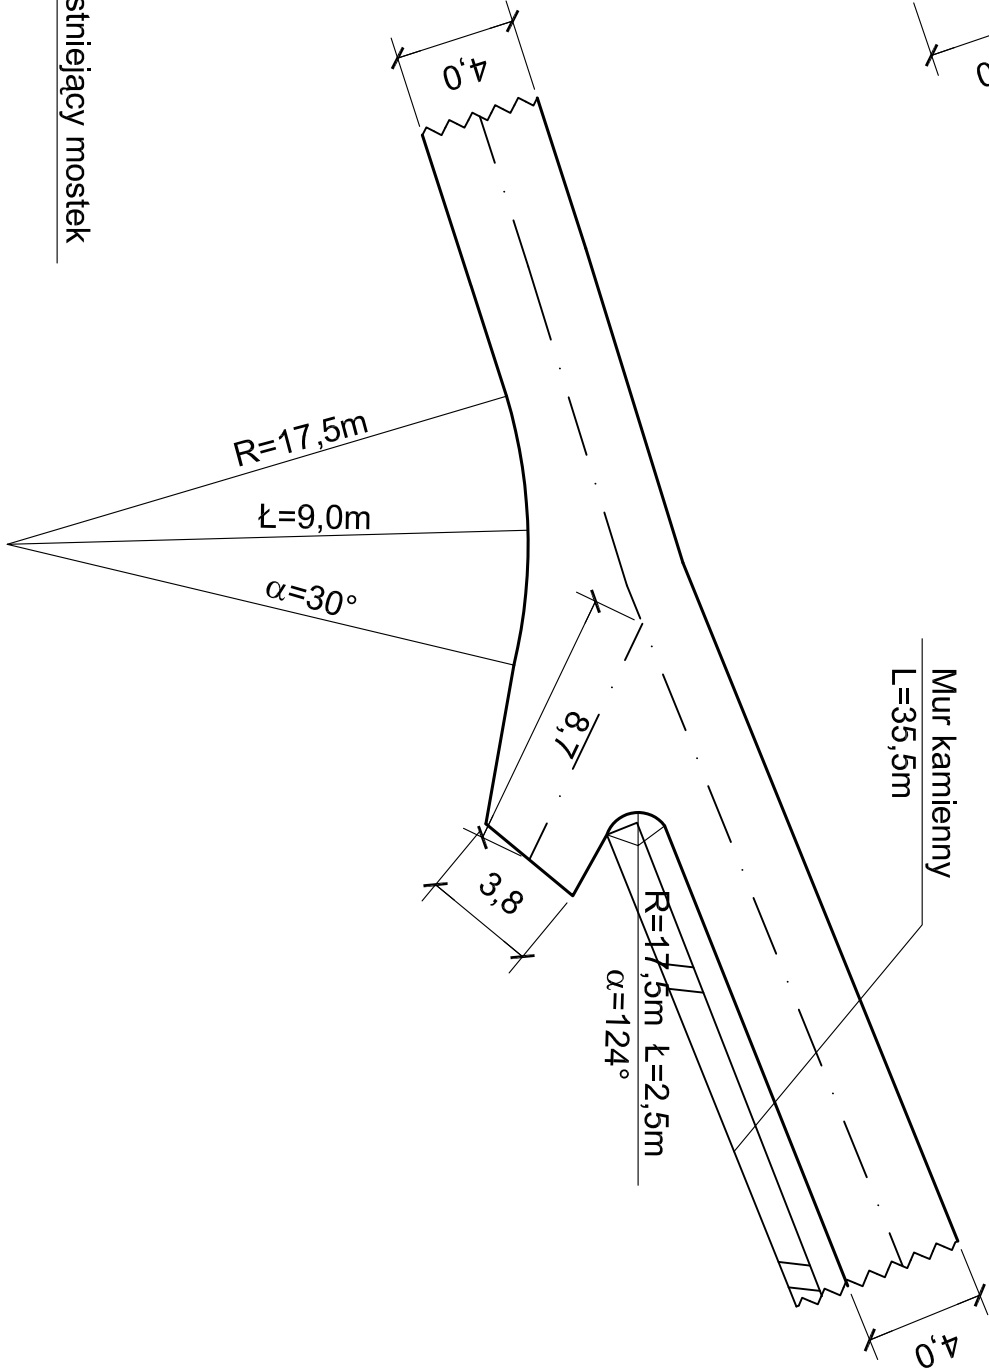 4,0
stniejący mostek
R=17,5m
Ł=9,0m
α=30°
8,7
3,8
Mur kamienny
L=35,5m
R=17,5m Ł=2,5m
α=124°
4,0